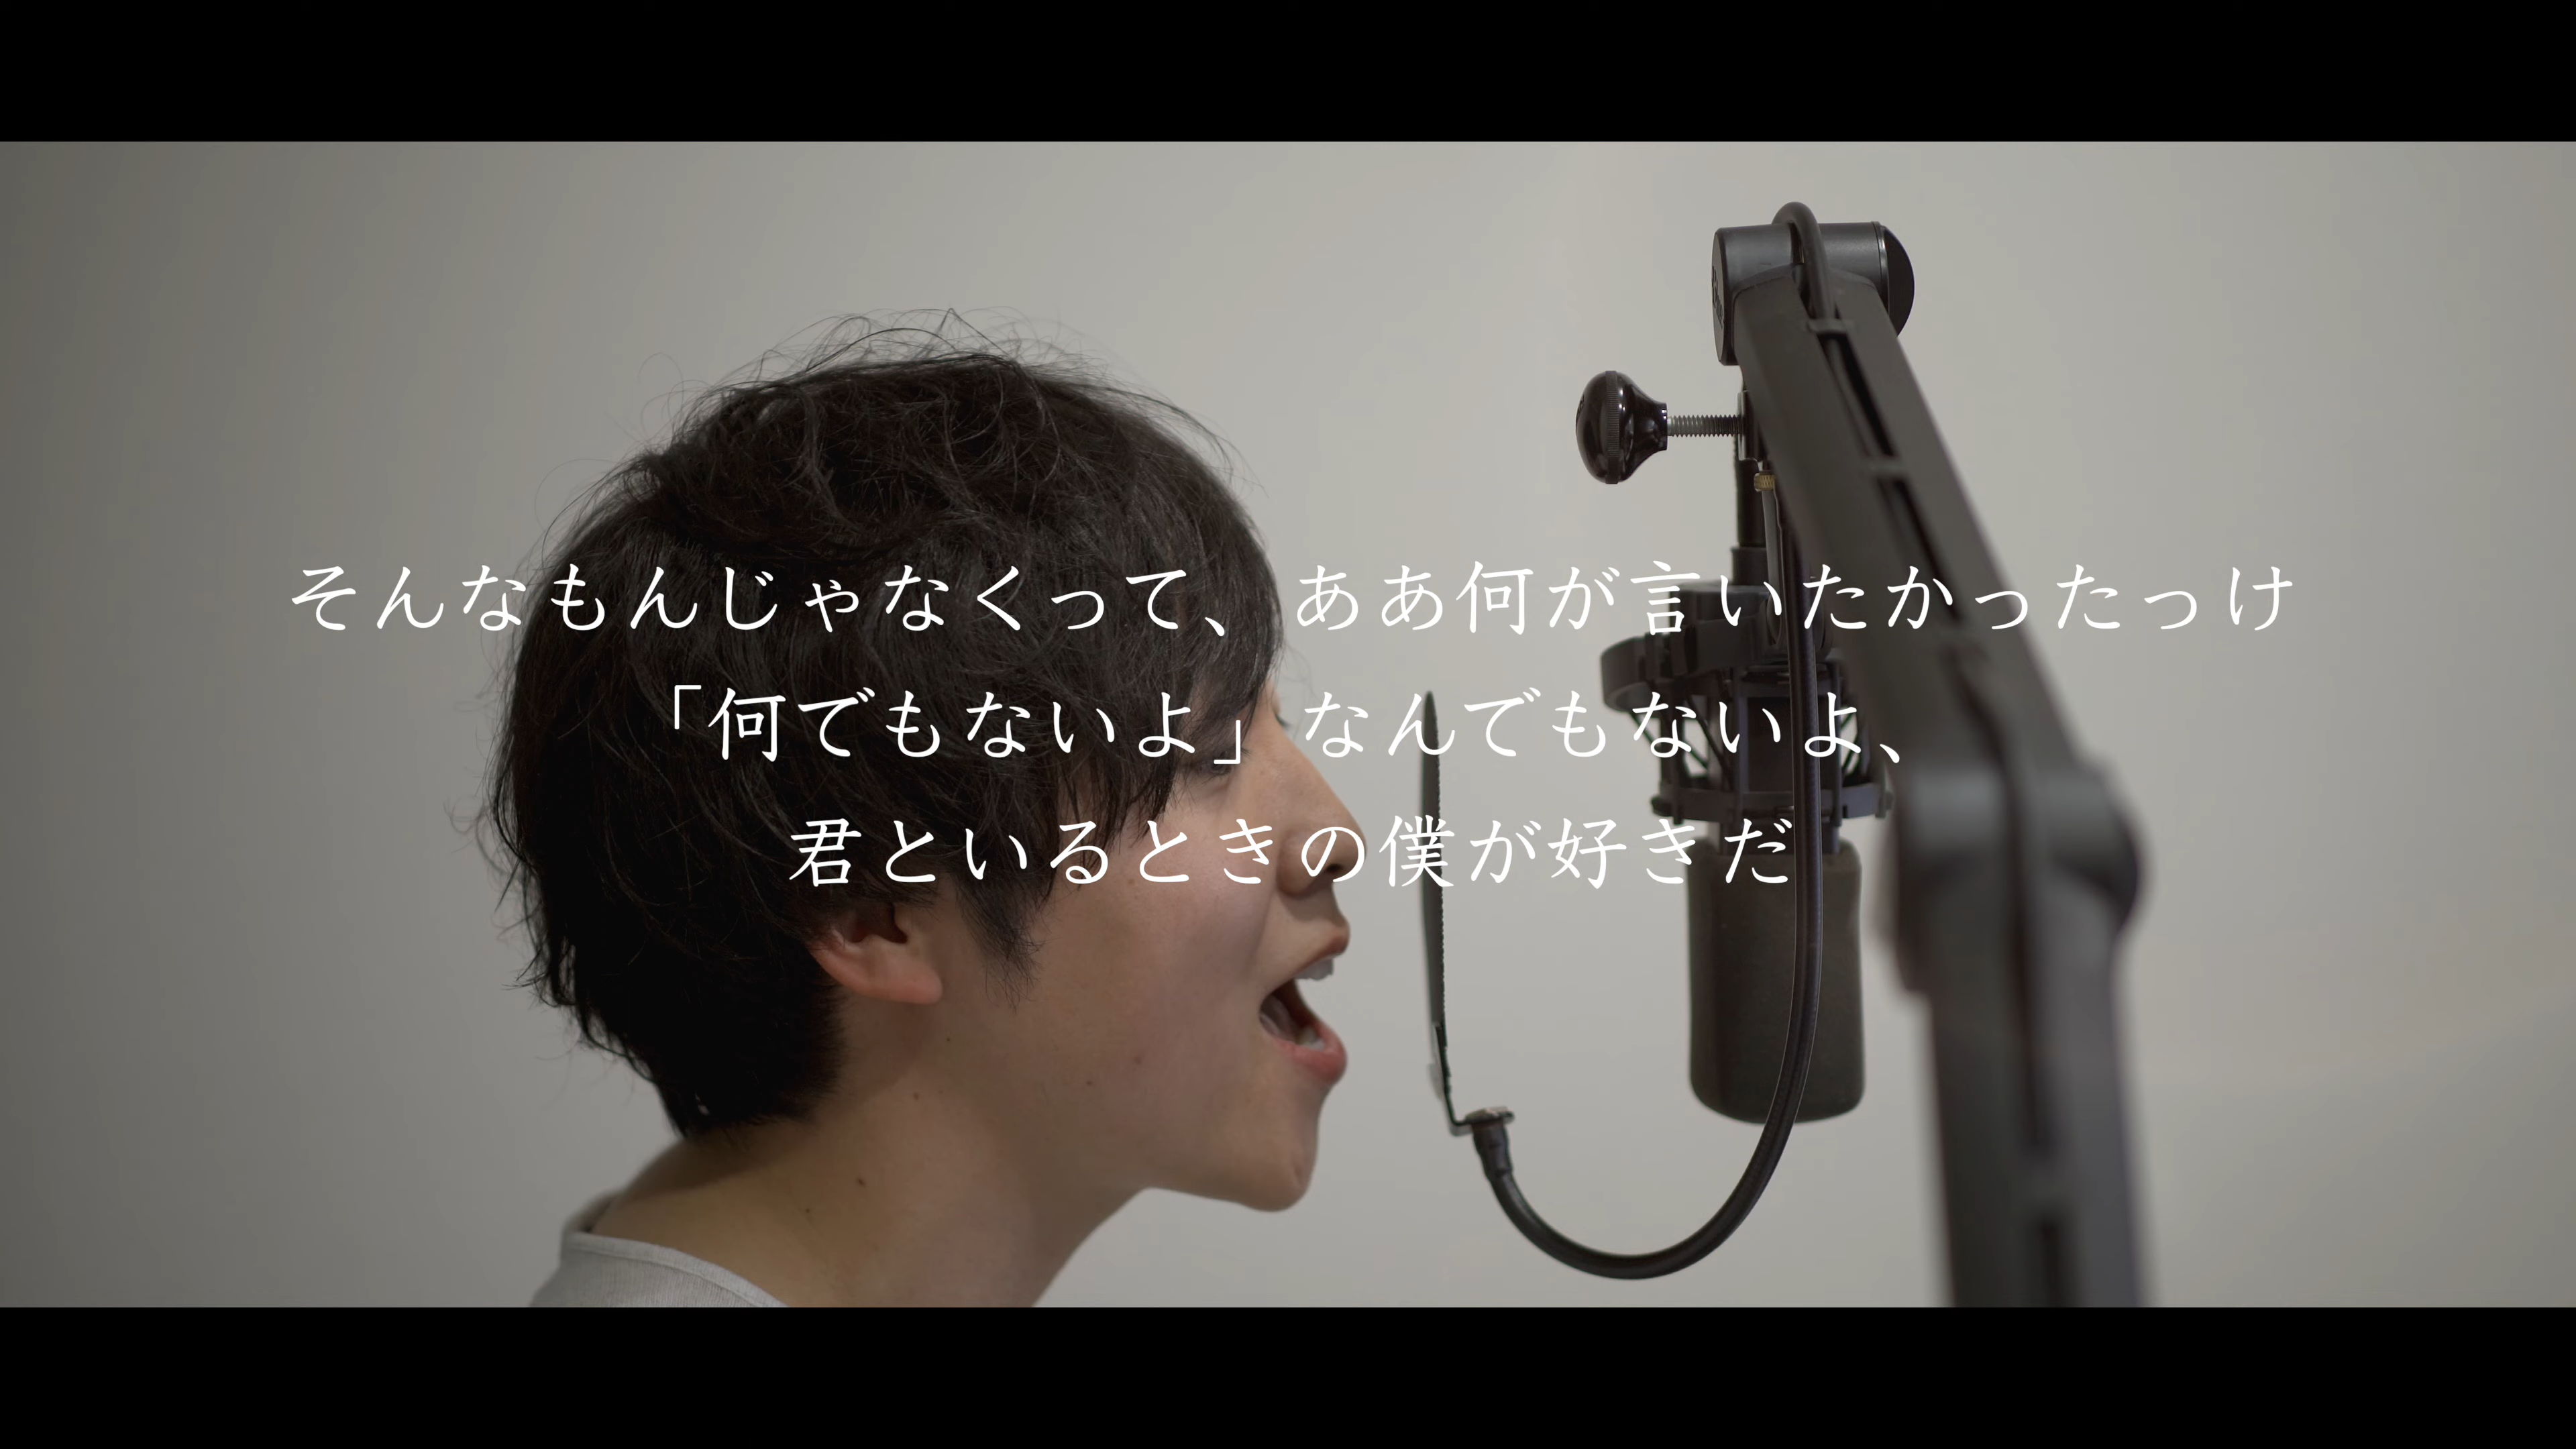 そんなもんじゃなくって、ああ何が言いたかったっけ
「何でもないよ」なんでもないよ、
君といるときの僕が好きだ